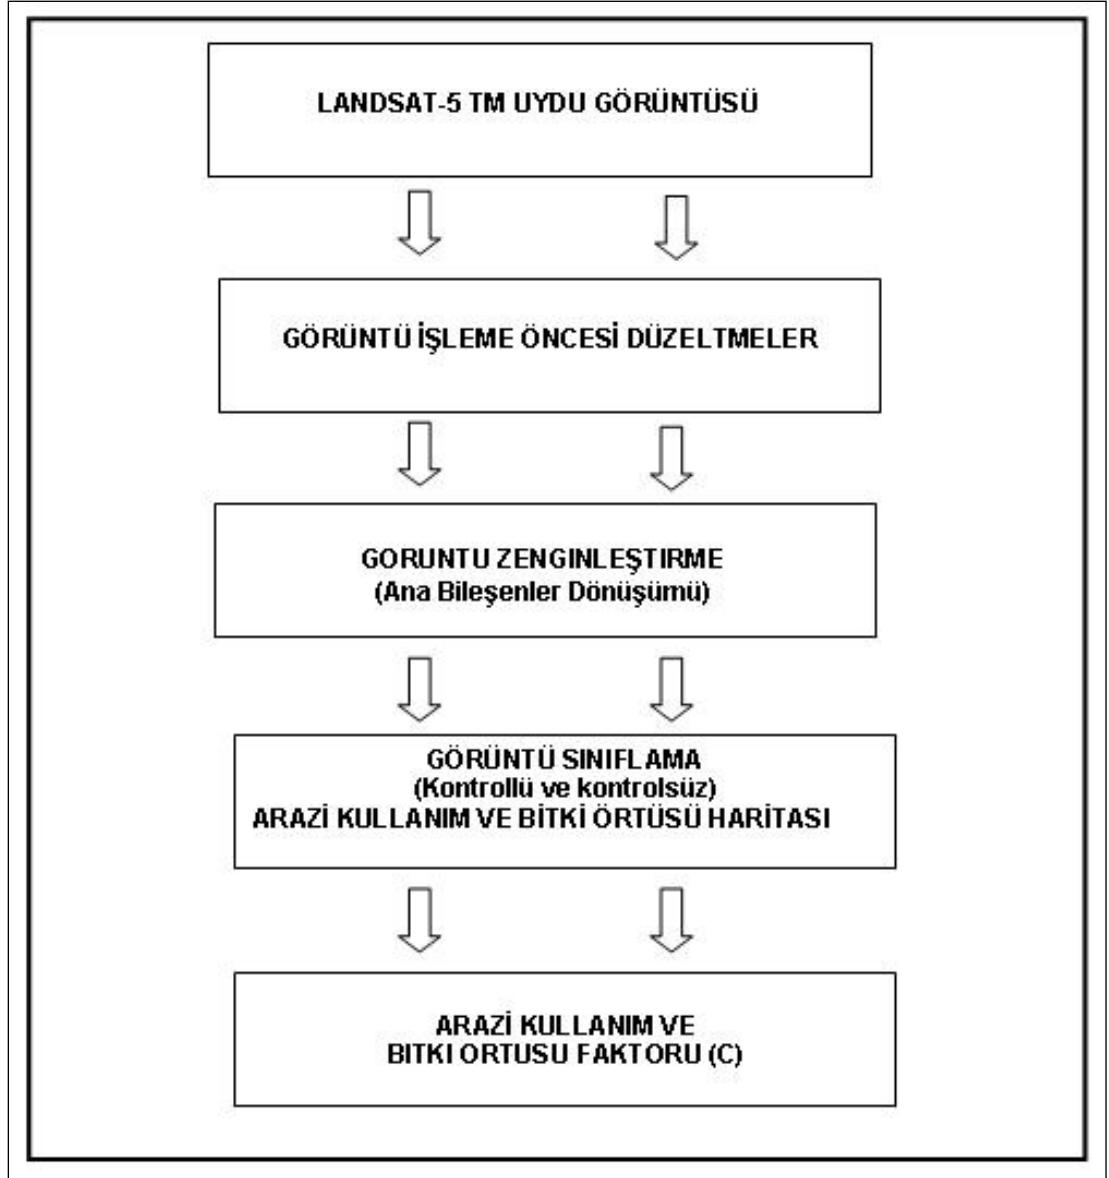 LANDSAT-5 TM UYDU GÖRÜNTÜSÜ
GÖRÜNTÜ İŞLEME ÖNCESİ DÜZELTMELER
GORUNTU ZENGINLEŞTIRME
(Ana Bileşenler Dönüşümü)
GÖRÜNTÜ SINIFLAMA
(Kontrollü ve kontrolsüz)
ARAZİ KULLANIM VE BİTKİ ÖRTÜSÜ HARİTASI
ARAZİ KULLANIM VE
BITKI ORTUSU FAKTORU (C)